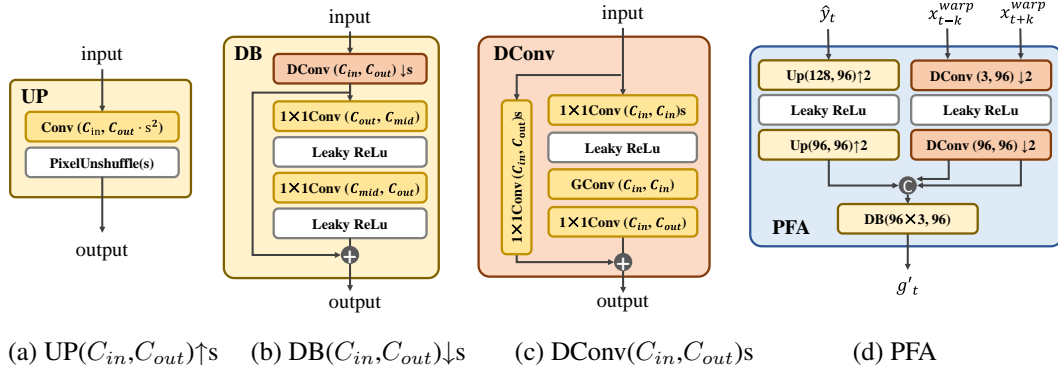 input
UP
Conv (C_in, C_out · s²)
PixelUnshuffle(s)
output
(a) UP(C_in,C_out)↑s
input
DB
DConv (C_in, C_out) ↓s
1×1Conv (C_out, C_mid)
Leaky ReLu
1×1Conv (C_mid, C_out)
Leaky ReLu
+
output
(b) DB(C_in,C_out)↓s
input
DConv
1×1Conv (C_in, C_out)s
1×1Conv (C_in, C_in)s
Leaky ReLu
GConv (C_in, C_in)
1×1Conv (C_in, C_out)
+
output
(c) DConv(C_in,C_out)s
ŷ_t
x_{t-k}^{warp}
x_{t+k}^{warp}
Up(128, 96)↑2
DConv (3, 96) ↓2
Leaky ReLu
Leaky ReLu
Up(96, 96)↑2
DConv (96, 96) ↓2
C
DB(96×3, 96)
PFA
g'_t
(d) PFA